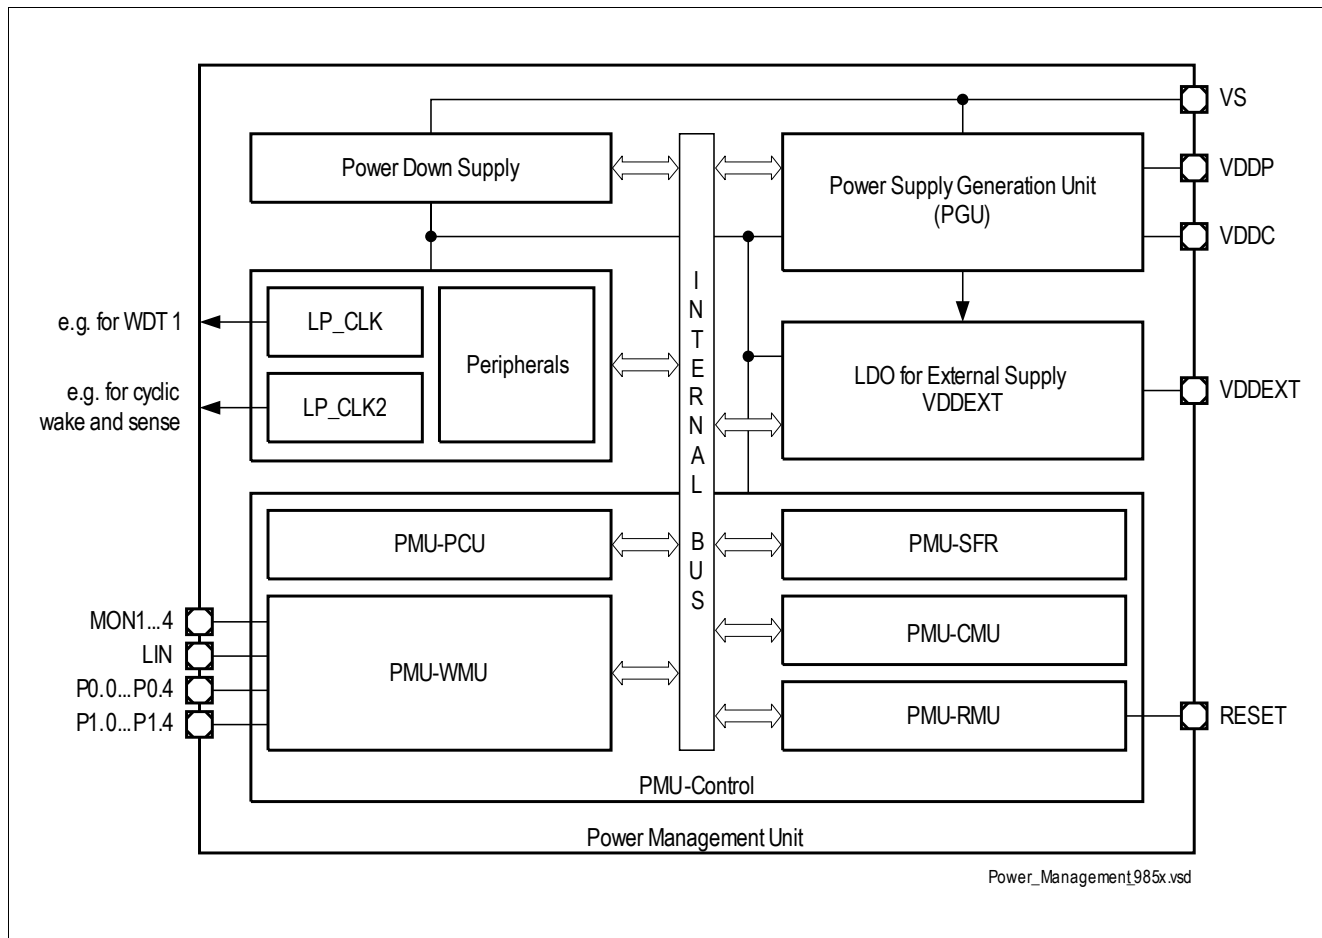 VS
Power Down Supply
Power Supply Generation Unit
(PGU)
VDDP
VDDC
INTERNAL BUS
e.g. for WDT 1
LP_CLK
Peripherals
e.g. for cyclic
wake and sense
LP_CLK2
LDO for External Supply
VDDEXT
VDDEXT
PMU-PCU
PMU-SFR
MON1...4
LIN
P0.0...P0.4
P1.0...P1.4
PMU-WMU
PMU-CMU
PMU-RMU
RESET
PMU-Control
Power Management Unit
Power_Management_985x.vsd